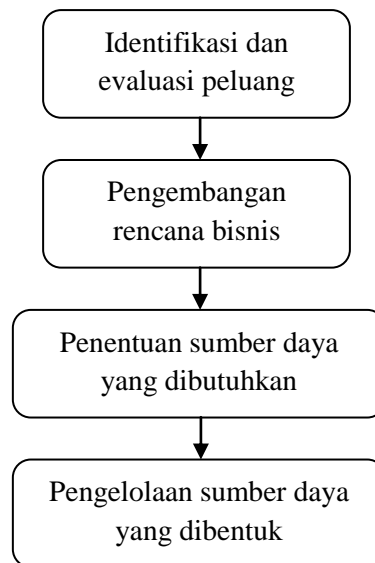 Identifikasi dan
evaluasi peluang
Pengembangan
rencana bisnis
Penentuan sumber daya
yang dibutuhkan
Pengelolaan sumber daya
yang dibentuk